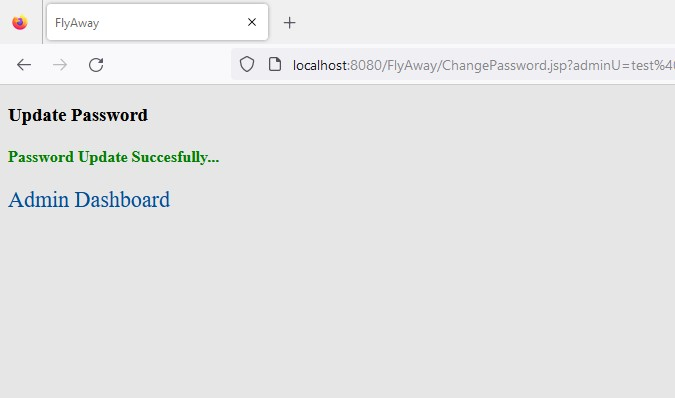 FlyAway
localhost:8080/FlyAway/ChangePassword.jsp?adminU=test%4
Update Password
Password Update Succesfully...
Admin Dashboard